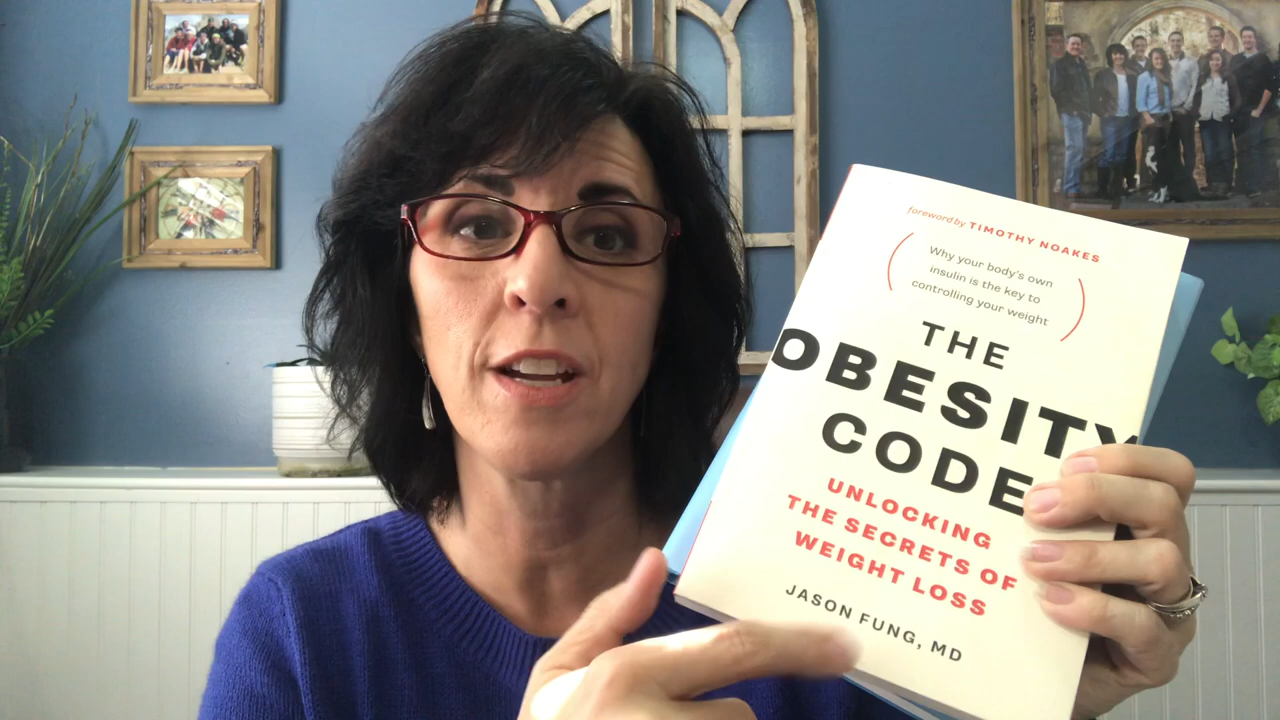 foreword by TIMOTHY NOAKES
Why your body's own
insulin is the key to
controlling your weight
THE
OBESITY
CODE
UNLOCKING
THE SECRETS OF
WEIGHT LOSS
JASON FUNG, MD